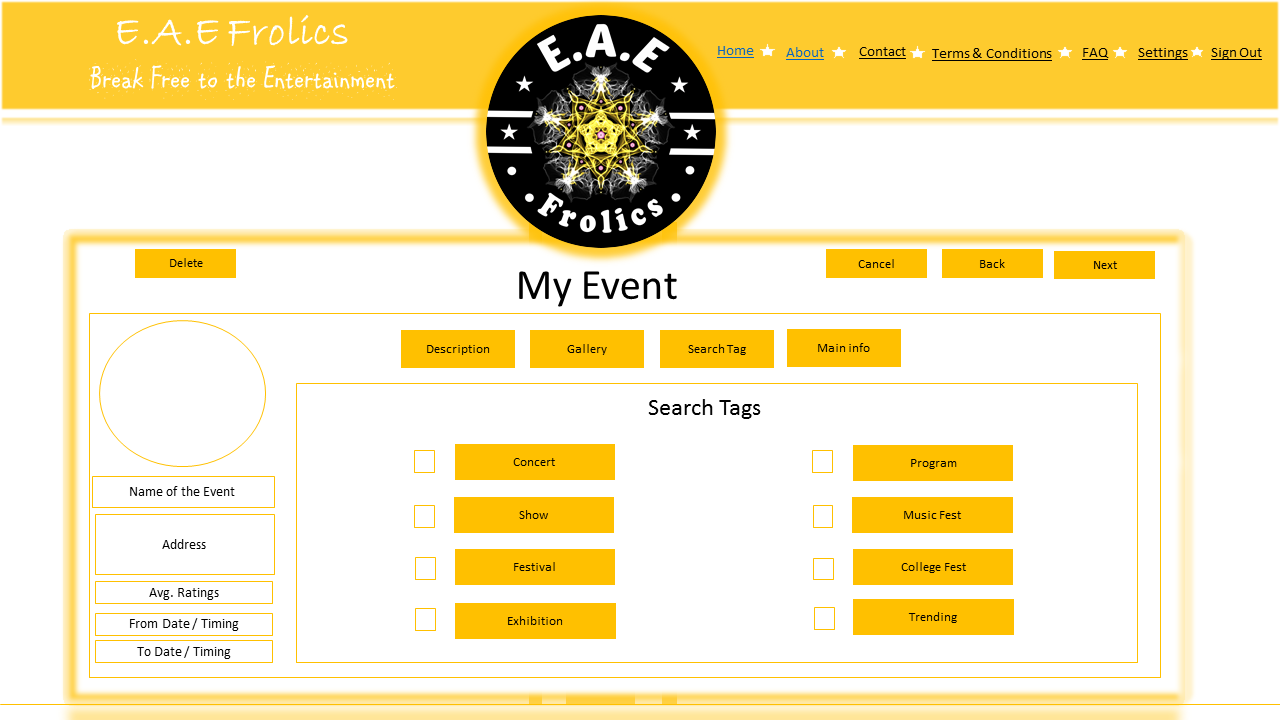 E.A.E Frolics
Break Free to the Entertainment
E.A.E
Frolics
Home
About
Contact
Terms & Conditions
FAQ
Settings
Sign Out
Delete
My Event
Cancel
Back
Next
Description
Gallery
Search Tag
Main info
Name of the Event
Address
Avg. Ratings
From Date / Timing
To Date / Timing
Search Tags
Concert
Program
Show
Music Fest
Festival
College Fest
Exhibition
Trending